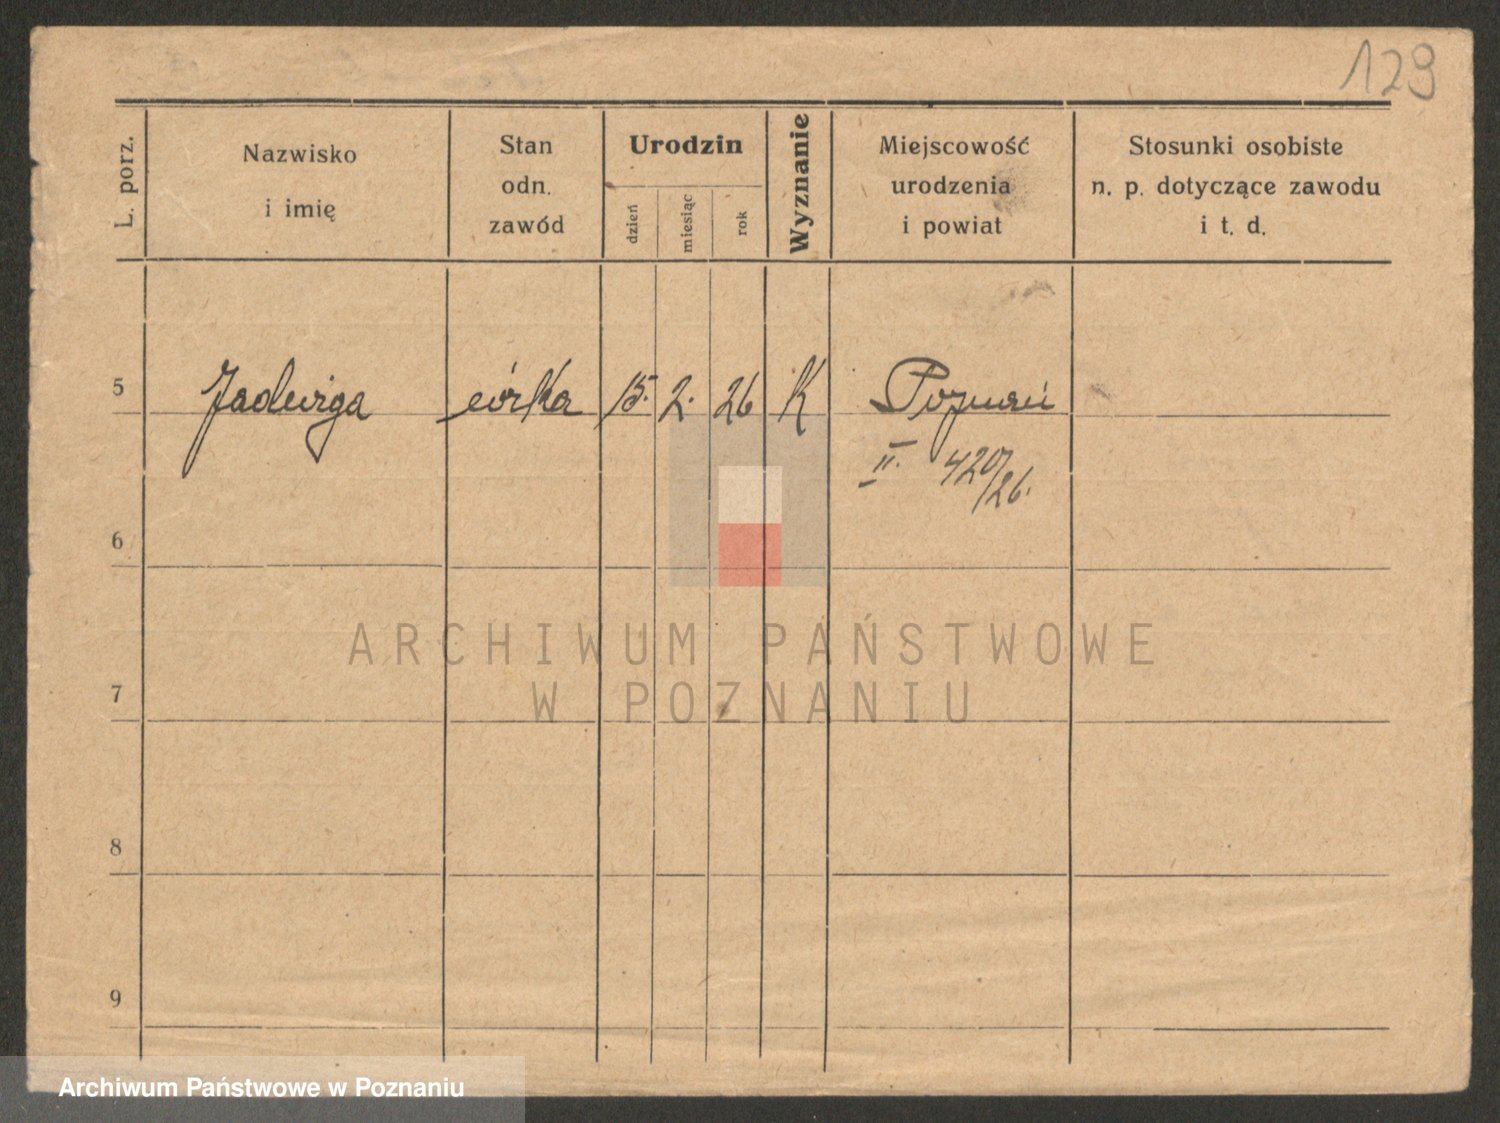 129
L. porz.
Nazwisko
i imię
Stan
odn.
zawód
Urodzin
dzień
miesiąc
rok
Wyznanie
Miejscowość
urodzenia
i powiat
Stosunki osobiste
n. p. dotyczące zawodu
i t. d.
5 Jadwiga córka 15. 2. 26 K Poznań
II. 420/26.
6
7
8
9
ARCHIWUM PAŃSTWOWE
W POZNANIU
Archiwum Państwowe w Poznaniu